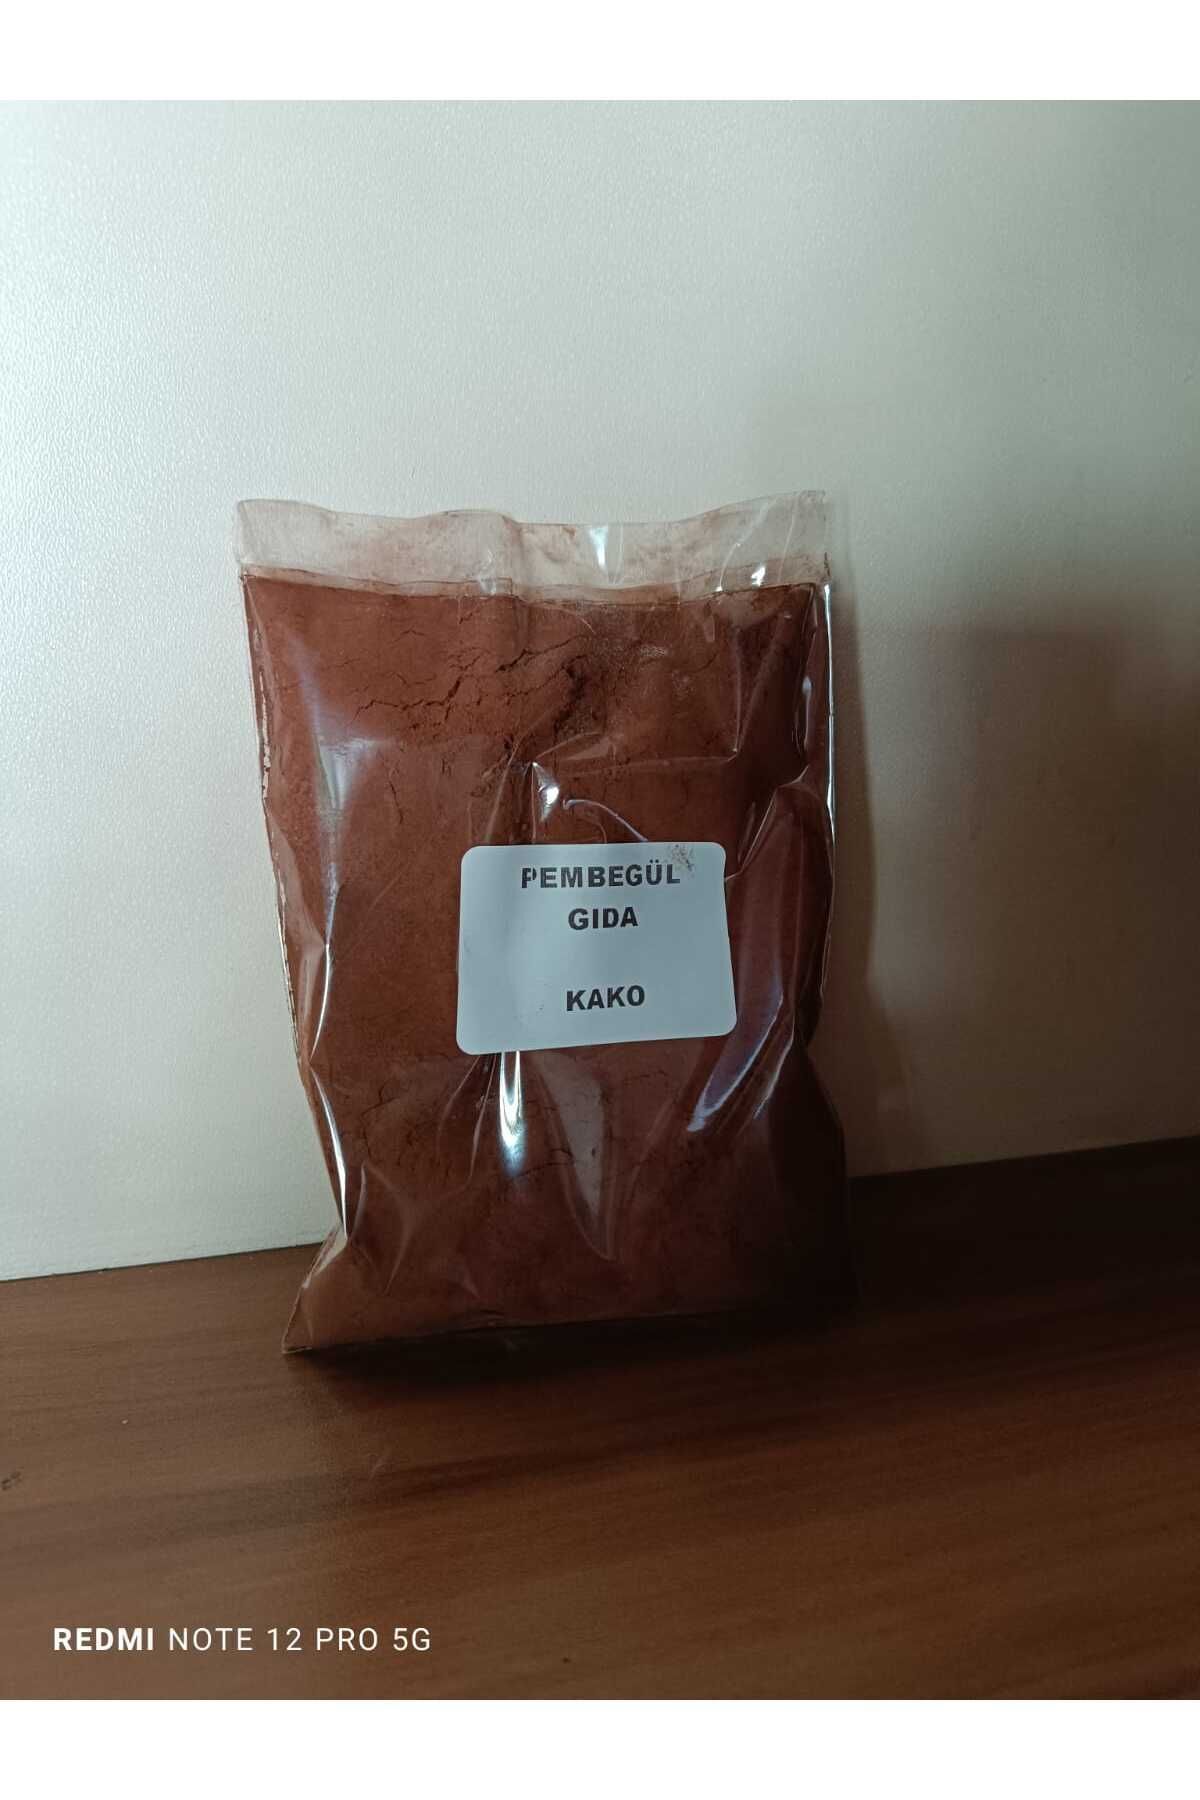 PEMBEGÜL
GIDA
KAKO
REDMI NOTE 12 PRO 5G